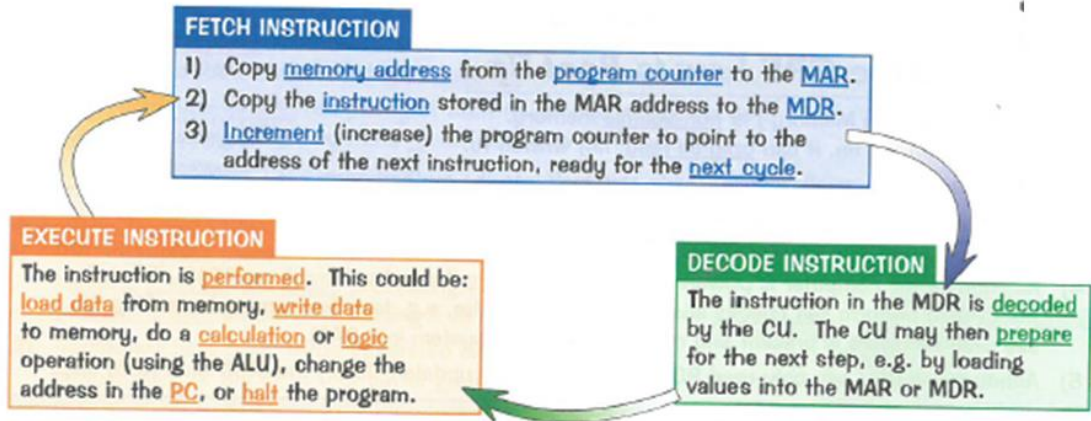 FETCH INSTRUCTION
1) Copy memory address from the program counter to the MAR.
2) Copy the instruction stored in the MAR address to the MDR.
3) Increment (increase) the program counter to point to the
address of the next instruction, ready for the next cycle.
EXECUTE INSTRUCTION
The instruction is performed. This could be:
load data from memory, write data
to memory, do a calculation or logic
operation (using the ALU), change the
address in the PC, or halt the program.
DECODE INSTRUCTION
The instruction in the MDR is decoded
by the CU. The CU may then prepare
for the next step, e.g. by loading
values into the MAR or MDR.